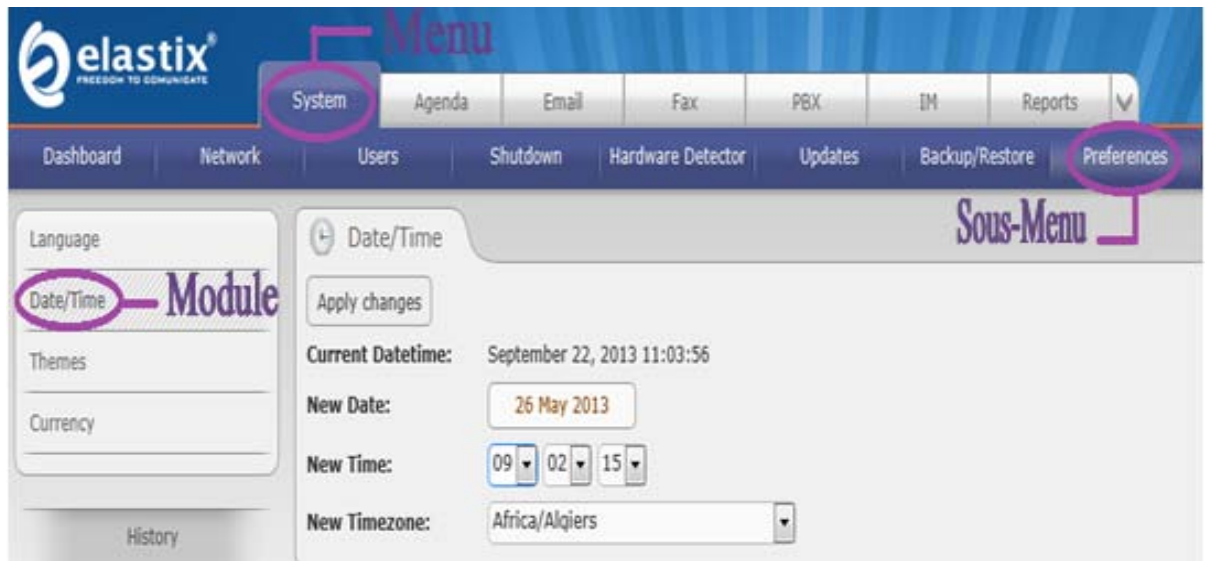 elastix®
FREEDOM TO COMUNICATE
Menu
System Agenda Email Fax PBX IM Reports
Dashboard Network Users Shutdown Hardware Detector Updates Backup/Restore Preferences
Sous-Menu
Language
Date/Time
Module
Themes
Currency
History
Date/Time
Apply changes
Current Datetime: September 22, 2013 11:03:56
New Date: 26 May 2013
New Time: 09 02 15
New Timezone: Africa/Algiers